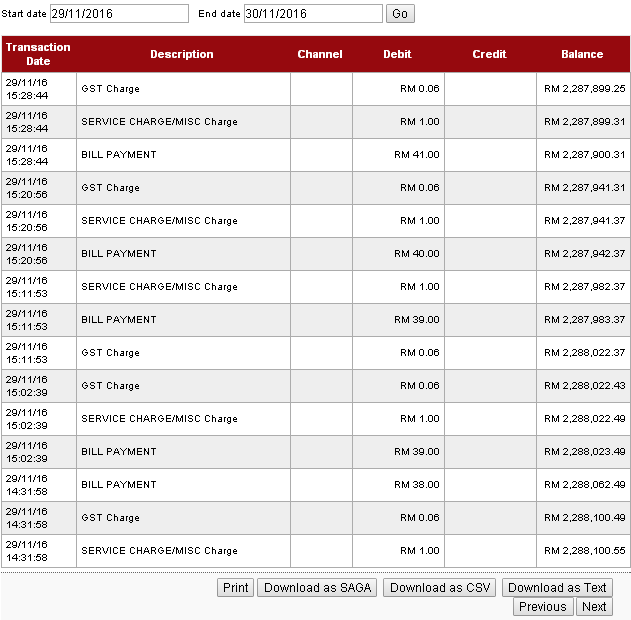 Start date 29/11/2016 End date 30/11/2016 Go
Transaction Date Description Channel Debit Credit Balance
29/11/16 15:28:44 GST Charge RM 0.06 RM 2,287,899.25
29/11/16 15:28:44 SERVICE CHARGE/MISC Charge RM 1.00 RM 2,287,899.31
29/11/16 15:28:44 BILL PAYMENT RM 41.00 RM 2,287,900.31
29/11/16 15:20:56 GST Charge RM 0.06 RM 2,287,941.31
29/11/16 15:20:56 SERVICE CHARGE/MISC Charge RM 1.00 RM 2,287,941.37
29/11/16 15:20:56 BILL PAYMENT RM 40.00 RM 2,287,942.37
29/11/16 15:11:53 SERVICE CHARGE/MISC Charge RM 1.00 RM 2,287,982.37
29/11/16 15:11:53 BILL PAYMENT RM 39.00 RM 2,287,983.37
29/11/16 15:11:53 GST Charge RM 0.06 RM 2,288,022.37
29/11/16 15:02:39 GST Charge RM 0.06 RM 2,288,022.43
29/11/16 15:02:39 SERVICE CHARGE/MISC Charge RM 1.00 RM 2,288,022.49
29/11/16 15:02:39 BILL PAYMENT RM 39.00 RM 2,288,023.49
29/11/16 14:31:58 BILL PAYMENT RM 38.00 RM 2,288,062.49
29/11/16 14:31:58 GST Charge RM 0.06 RM 2,288,100.49
29/11/16 14:31:58 SERVICE CHARGE/MISC Charge RM 1.00 RM 2,288,100.55
Print Download as SAGA Download as CSV Download as Text
Previous Next